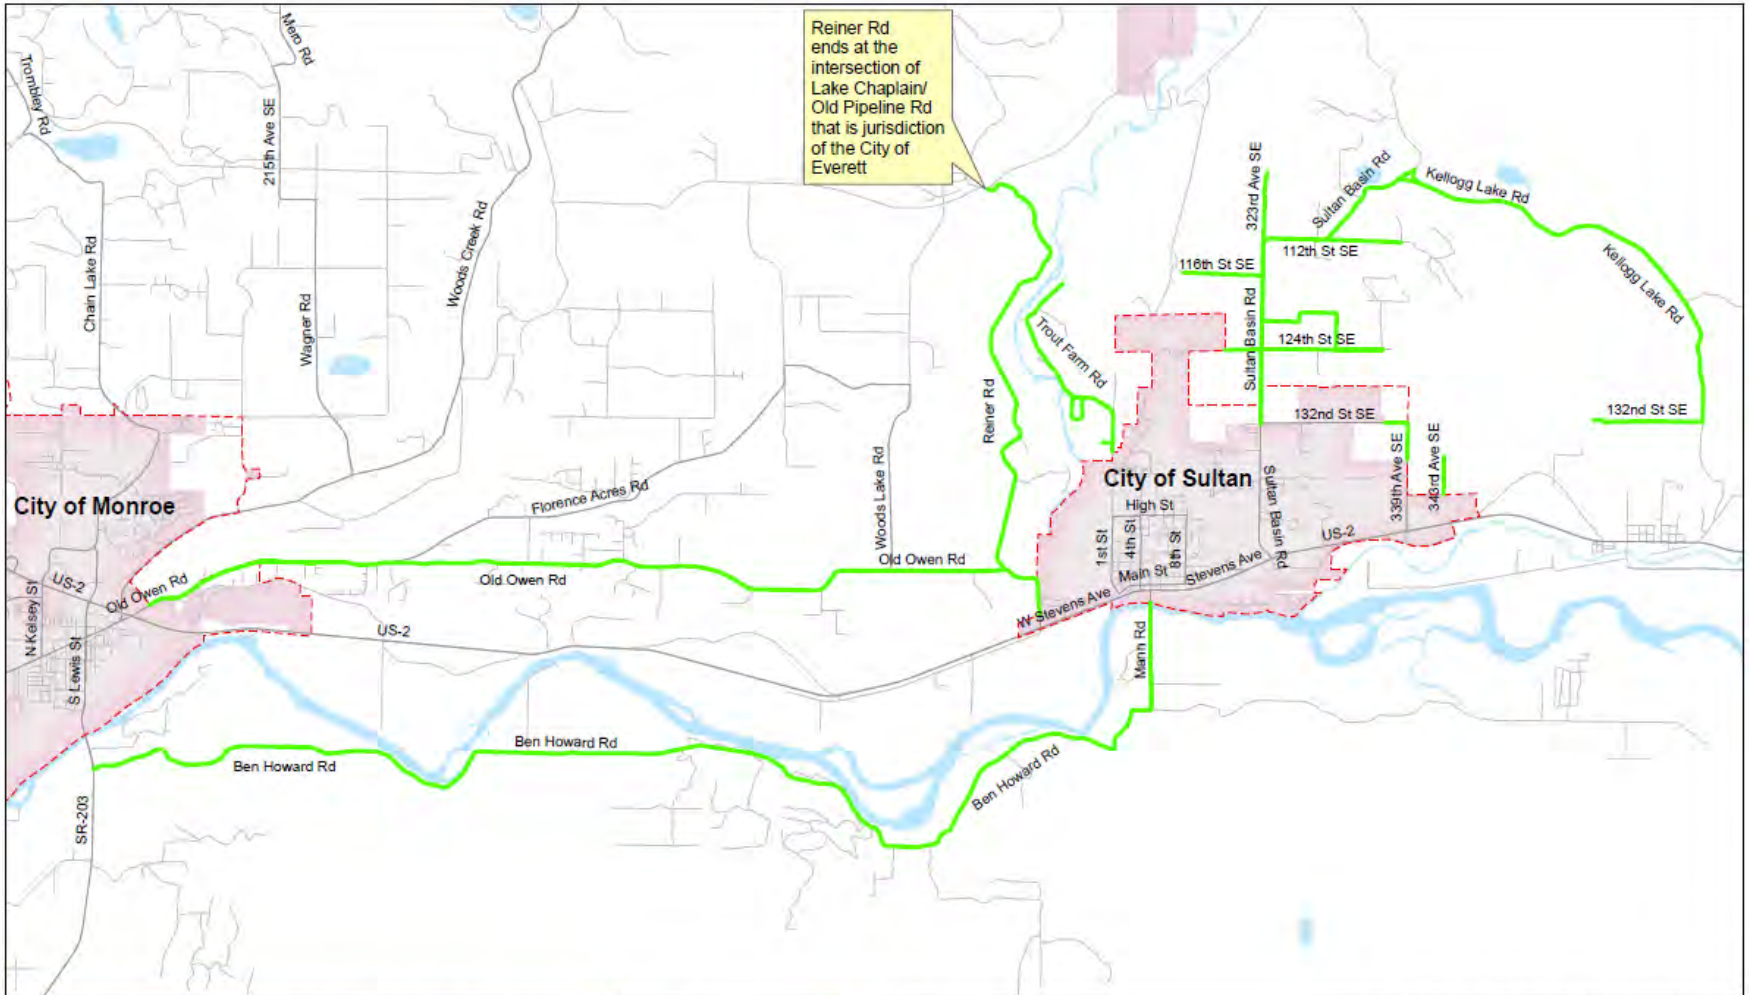 Reiner Rd
ends at the
intersection of
Lake Chaplain/
Old Pipeline Rd
that is jurisdiction
of the City of
Everett
Mero Rd
Trombley Rd
215th Ave SE
Chain Lake Rd
Wagner Rd
Woods Creek Rd
323rd Ave SE
Sultan Basin Rd
Kellogg Lake Rd
112th St SE
116th St SE
Kellogg Lake Rd
Sultan Basin Rd
124th St SE
Trout Farm Rd
Reiner Rd
132nd St SE
132nd St SE
339th Ave SE
343rd Ave SE
City of Sultan
City of Monroe
Florence Acres Rd
Woods Lake Rd
Sultan Basin Rd
High St
1st St
4th St
8th St
US-2
Main St
Stevens Ave
W Stevens Ave
Old Owen Rd
Old Owen Rd
Old Owen Rd
US-2
N Kelsey St
S Lewis St
US-2
Mann Rd
Ben Howard Rd
Ben Howard Rd
Ben Howard Rd
SR-203